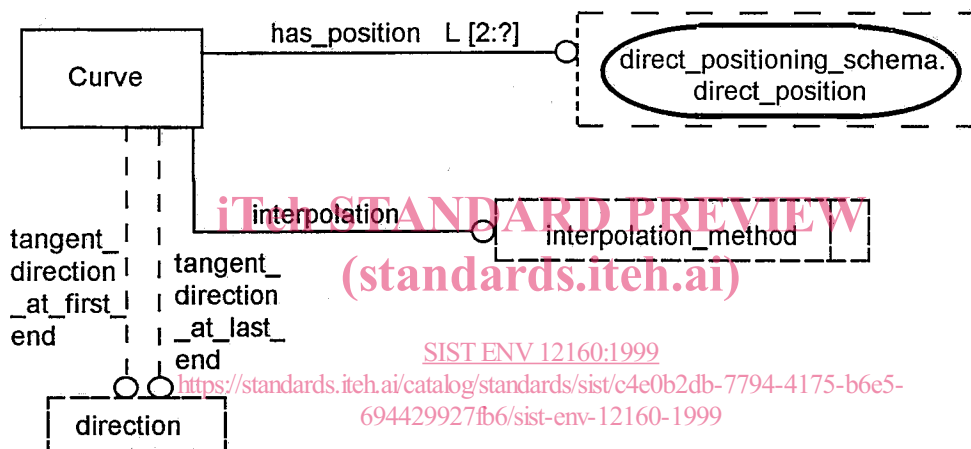 has_position L [2:?]
Curve
direct_positioning_schema.
direct_position
iTeh STANDARD PREVIEW
interpolation
interpolation_method
(standards.iteh.ai)
tangent_
direction
_at_first_
end
tangent_
direction
_at_last_
end
SIST ENV 12160:1999
https://standards.iteh.ai/catalog/standards/sist/c4e0b2db-7794-4175-b6e5-
694429927fb6/sist-env-12160-1999
direction